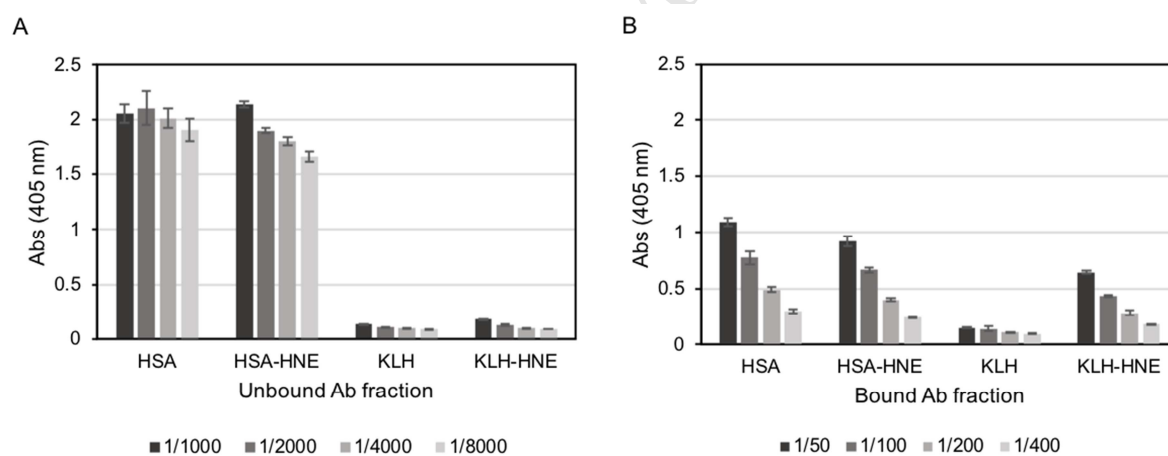 A
2.5
2
1.5
1
0.5
0
Abs (405 nm)
HSA HSA-HNE KLH KLH-HNE
Unbound Ab fraction
1/1000 1/2000 1/4000 1/8000
B
2.5
2
1.5
1
0.5
0
Abs (405 nm)
HSA HSA-HNE KLH KLH-HNE
Bound Ab fraction
1/50 1/100 1/200 1/400